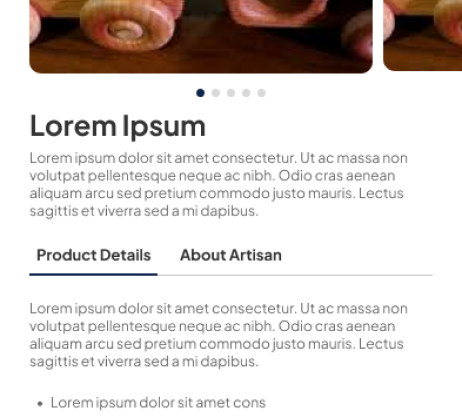 Lorem Ipsum
Lorem ipsum dolor sit amet consectetur. Ut ac massa non
volutpat pellentesque neque ac nibh. Odio cras aenean
aliquam arcu sed pretium commodo justo mauris. Lectus
sagittis et viverra sed a mi dapibus.
Product Details About Artisan
Lorem ipsum dolor sit amet consectetur. Ut ac massa non
volutpat pellentesque neque ac nibh. Odio cras aenean
aliquam arcu sed pretium commodo justo mauris. Lectus
sagittis et viverra sed a mi dapibus.
• Lorem ipsum dolor sit amet cons